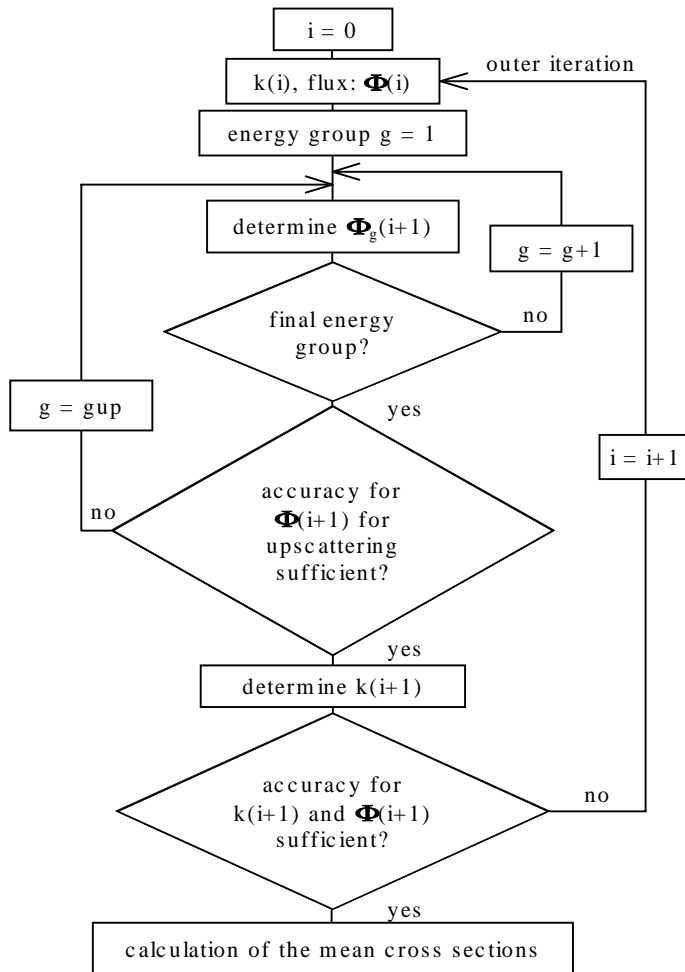 i = 0
outer iteration
k(i), flux: Φ(i)
energy group g = 1
determine Φg(i+1)
g = g+1
no
final energy
group?
yes
g = gup
i = i+1
accuracy for
Φ(i+1) for
upscattering
sufficient?
no
yes
determine k(i+1)
accuracy for
k(i+1) and Φ(i+1)
sufficient?
no
yes
calculation of the mean cross sections